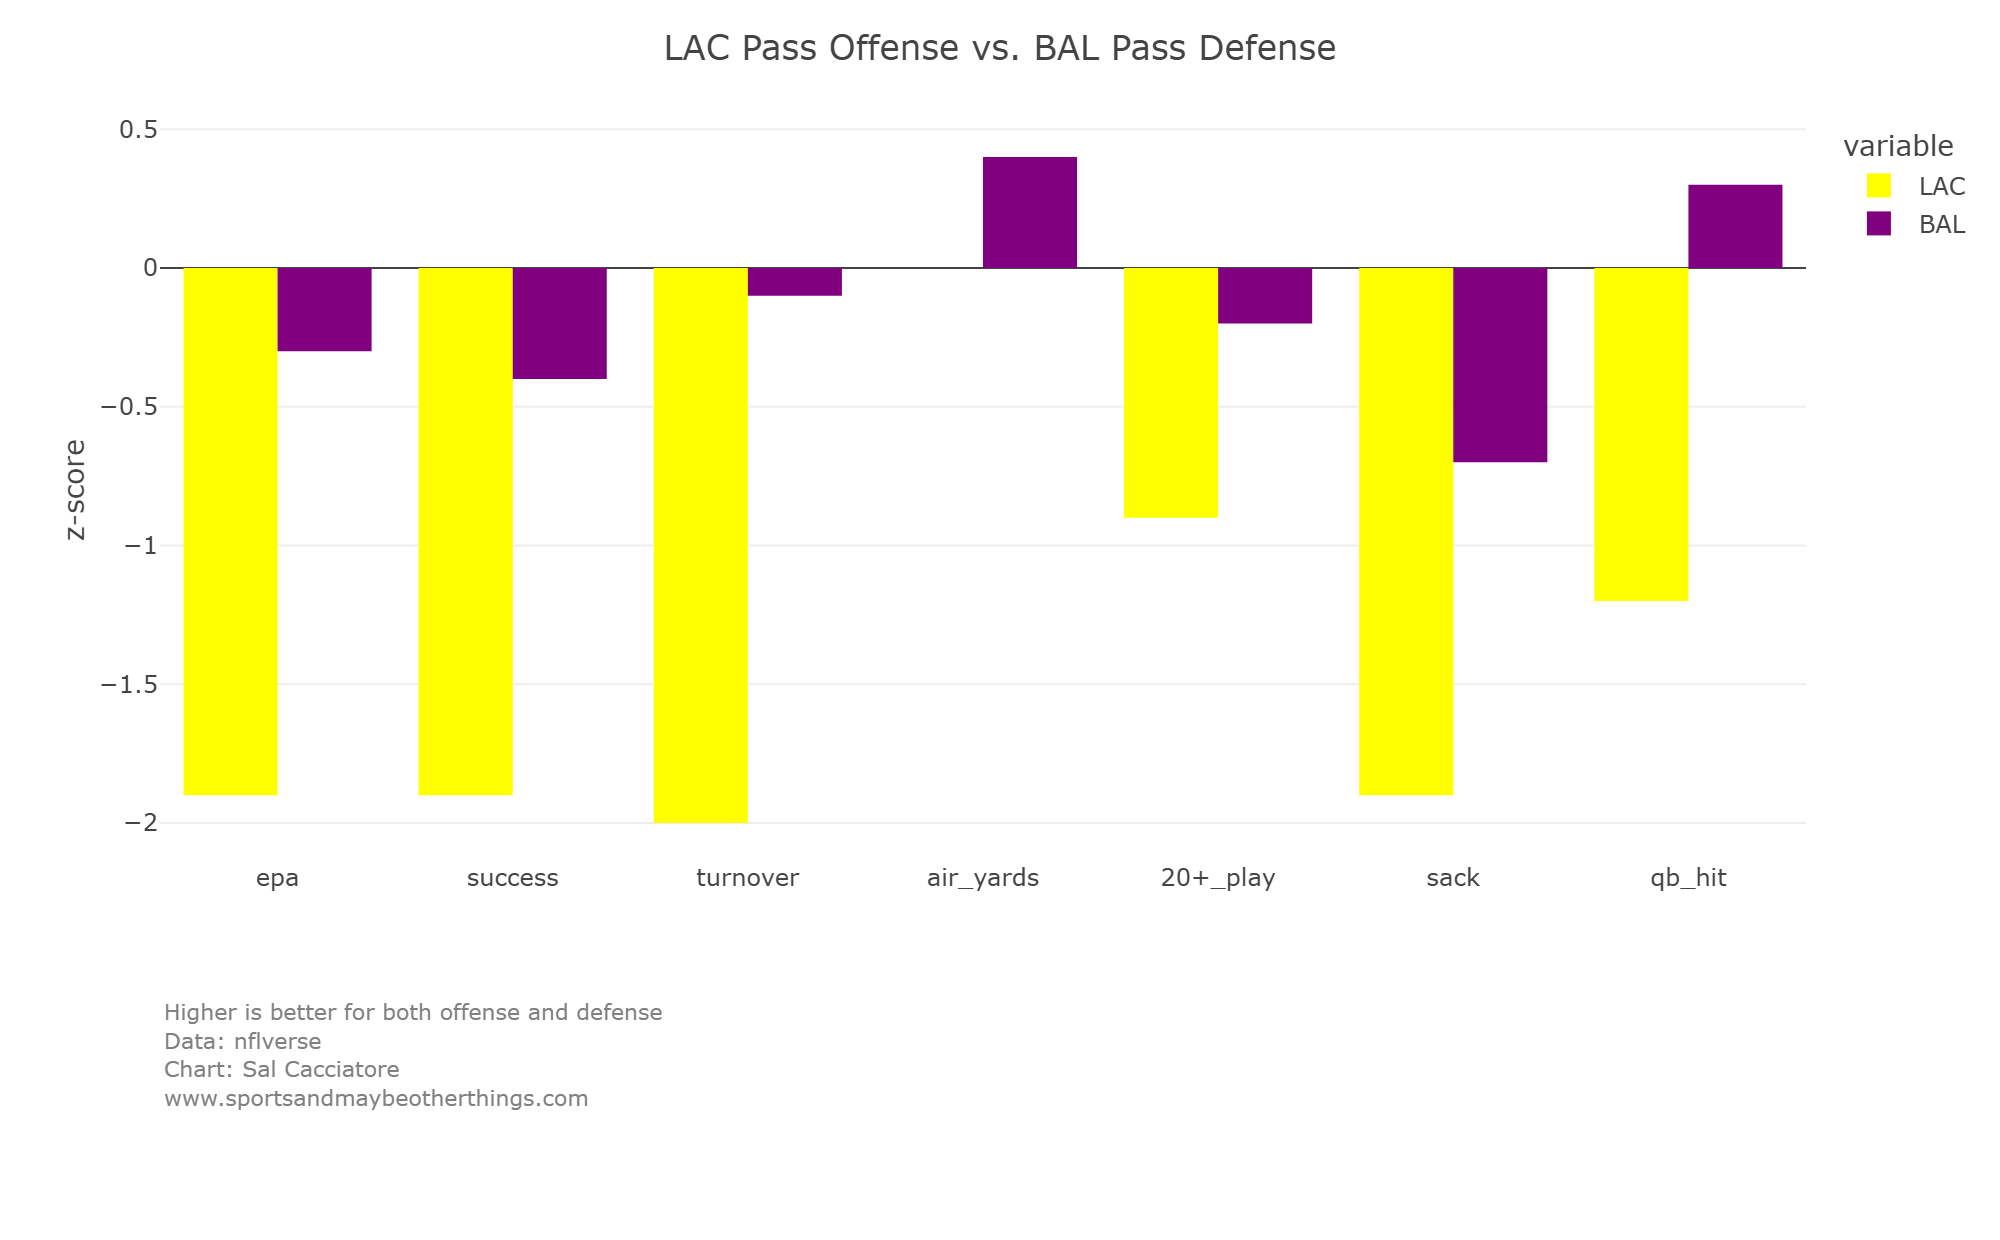 LAC Pass Offense vs. BAL Pass Defense
variable
LAC
BAL
z-score
0.5
0
−0.5
−1
−1.5
−2
epa
success
turnover
air_yards
20+_play
sack
qb_hit
Higher is better for both offense and defense
Data: nflverse
Chart: Sal Cacciatore
www.sportsandmaybeotherthings.com